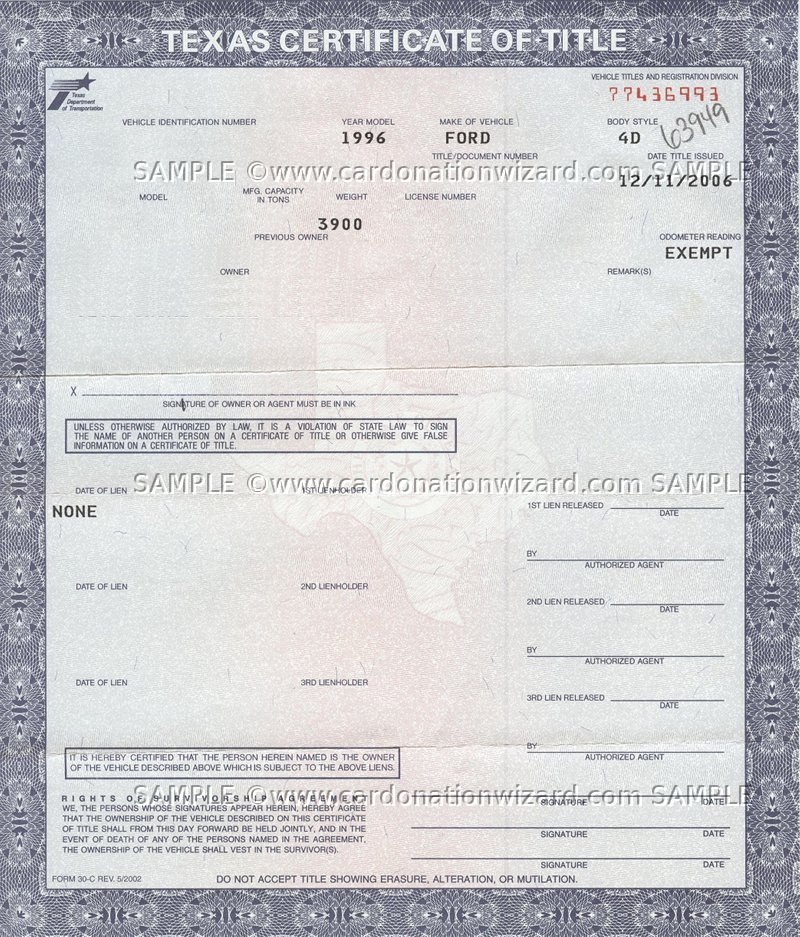 TEXAS CERTIFICATE OF TITLE
Texas
Department
of Transportation
VEHICLE TITLES AND REGISTRATION DIVISION
77436993
63949
VEHICLE IDENTIFICATION NUMBER YEAR MODEL MAKE OF VEHICLE BODY STYLE
1996 FORD 4D
TITLE/DOCUMENT NUMBER DATE TITLE ISSUED
SAMPLE ©www.cardonationwizard.com SAMPLE
12/11/2006
MODEL MFG. CAPACITY IN TONS WEIGHT LICENSE NUMBER
3900
PREVIOUS OWNER ODOMETER READING
EXEMPT
OWNER REMARK(S)
SAMPLE ©www.cardonationwizard.com SAMPLE
X
SIGNATURE OF OWNER OR AGENT MUST BE IN INK
UNLESS OTHERWISE AUTHORIZED BY LAW, IT IS A VIOLATION OF STATE LAW TO SIGN
THE NAME OF ANOTHER PERSON ON A CERTIFICATE OF TITLE OR OTHERWISE GIVE FALSE
INFORMATION ON A CERTIFICATE OF TITLE.
SAMPLE ©www.cardonationwizard.com SAMPLE
DATE OF LIEN 1ST LIENHOLDER
NONE
1ST LIEN RELEASED
DATE
BY
AUTHORIZED AGENT
DATE OF LIEN 2ND LIENHOLDER
2ND LIEN RELEASED
DATE
BY
AUTHORIZED AGENT
DATE OF LIEN 3RD LIENHOLDER
3RD LIEN RELEASED
DATE
BY
AUTHORIZED AGENT
IT IS HEREBY CERTIFIED THAT THE PERSON HEREIN NAMED IS THE OWNER
OF THE VEHICLE DESCRIBED ABOVE WHICH IS SUBJECT TO THE ABOVE LIENS.
SAMPLE ©www.cardonationwizard.com SAMPLE
RIGHTS OF SURVIVORSHIP AGREEMENT
WE, THE PERSONS WHOSE SIGNATURES APPEAR HEREIN, HEREBY AGREE
THAT THE OWNERSHIP OF THE VEHICLE DESCRIBED ON THIS CERTIFICATE
OF TITLE SHALL FROM THIS DAY FORWARD BE HELD JOINTLY, AND IN THE
EVENT OF DEATH OF ANY OF THE PERSONS NAMED IN THE AGREEMENT,
THE OWNERSHIP OF THE VEHICLE SHALL VEST IN THE SURVIVOR(S).
SIGNATURE DATE
SIGNATURE DATE
SIGNATURE DATE
FORM 30-C REV. 5/2002
DO NOT ACCEPT TITLE SHOWING ERASURE, ALTERATION, OR MUTILATION.